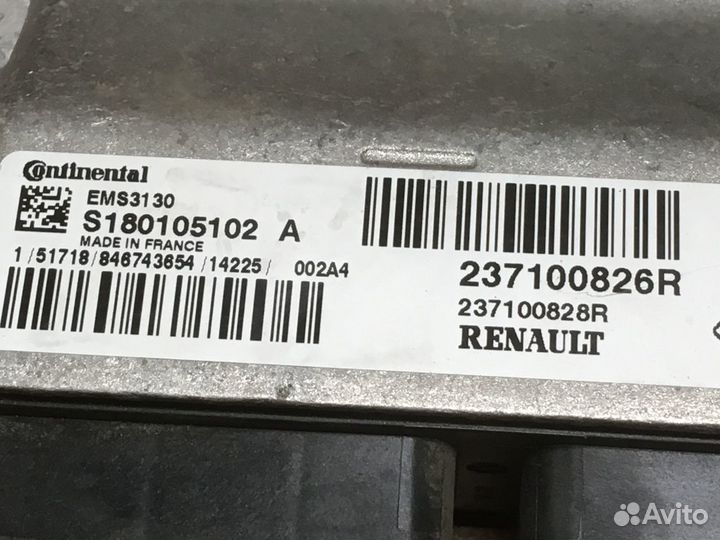 Continental
EMS3130
S180105102 A
MADE IN FRANCE
1/51718/846743654/14225/ 002A4
237100826R
237100828R
RENAULT
Avito